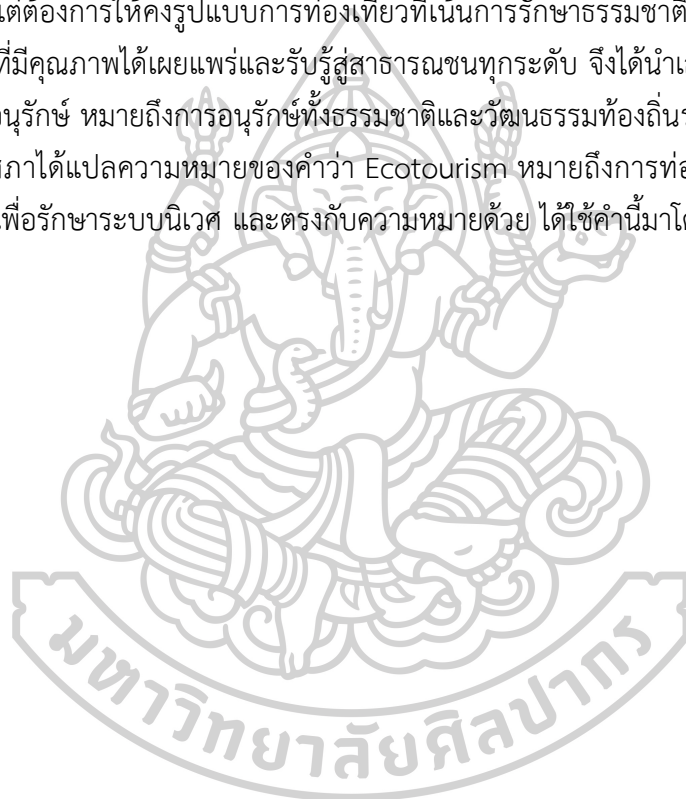 แต่ต้องการให้คงรูปแบบการท่องเที่ยวที่เน้นการรักษาธรรมชาติ
ที่มีคุณภาพได้เผยแพร่และรับรู้สู่สาธารณชนทุกระดับ จึงได้นำเ
นุรักษ์ หมายถึงการอนุรักษ์ทั้งธรรมชาติและวัฒนธรรมท้องถิ่น
ภาได้แปลความหมายของคำว่า Ecotourism หมายถึงการท่อ
เพื่อรักษาระบบนิเวศ และตรงกับความหมายด้วย ได้ใช้คำนี้มาโด
มหาวิทยาลัยศิลปากร